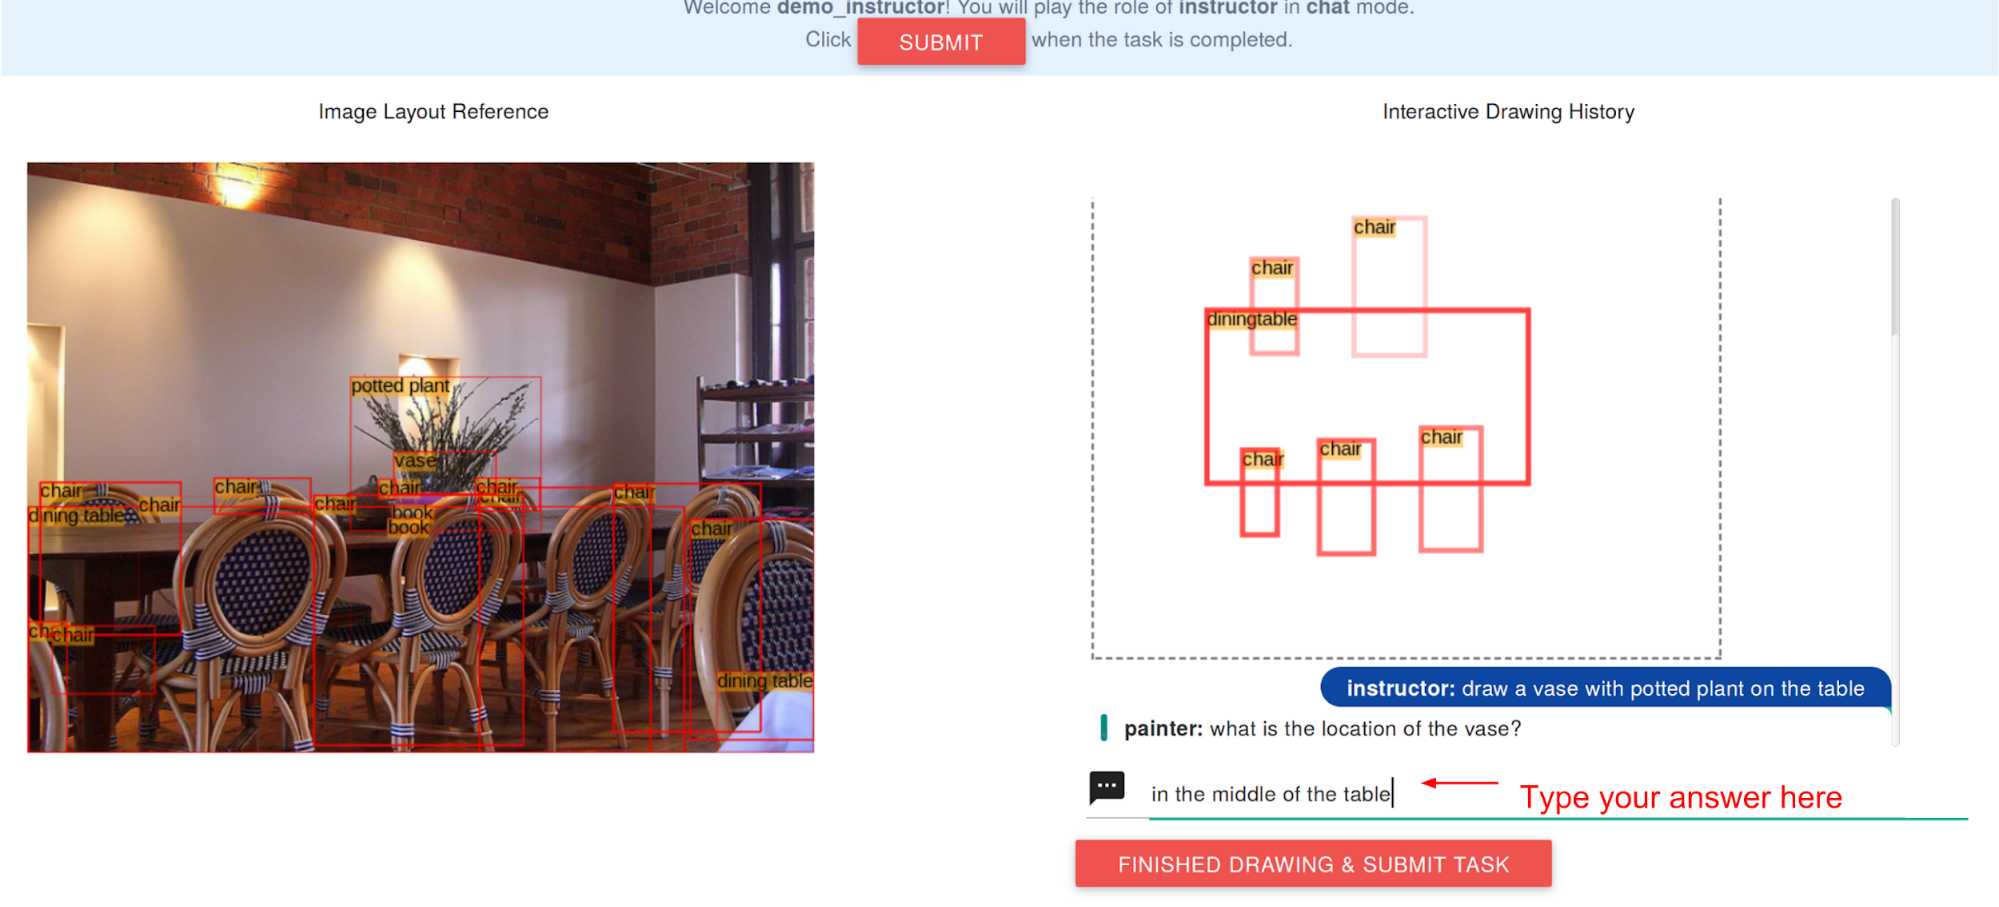 Welcome demo_instructor! You will play the role of instructor in chat mode.
Click SUBMIT when the task is completed.
Image Layout Reference
Interactive Drawing History
potted plant
vase
chair
chair
chair
chair
chair
chair
chair
chair
dining table
book
book
chair
ch
chair
dining table
chair
chair
diningtable
chair
chair
chair
instructor: draw a vase with potted plant on the table
painter: what is the location of the vase?
in the middle of the table
Type your answer here
FINISHED DRAWING & SUBMIT TASK